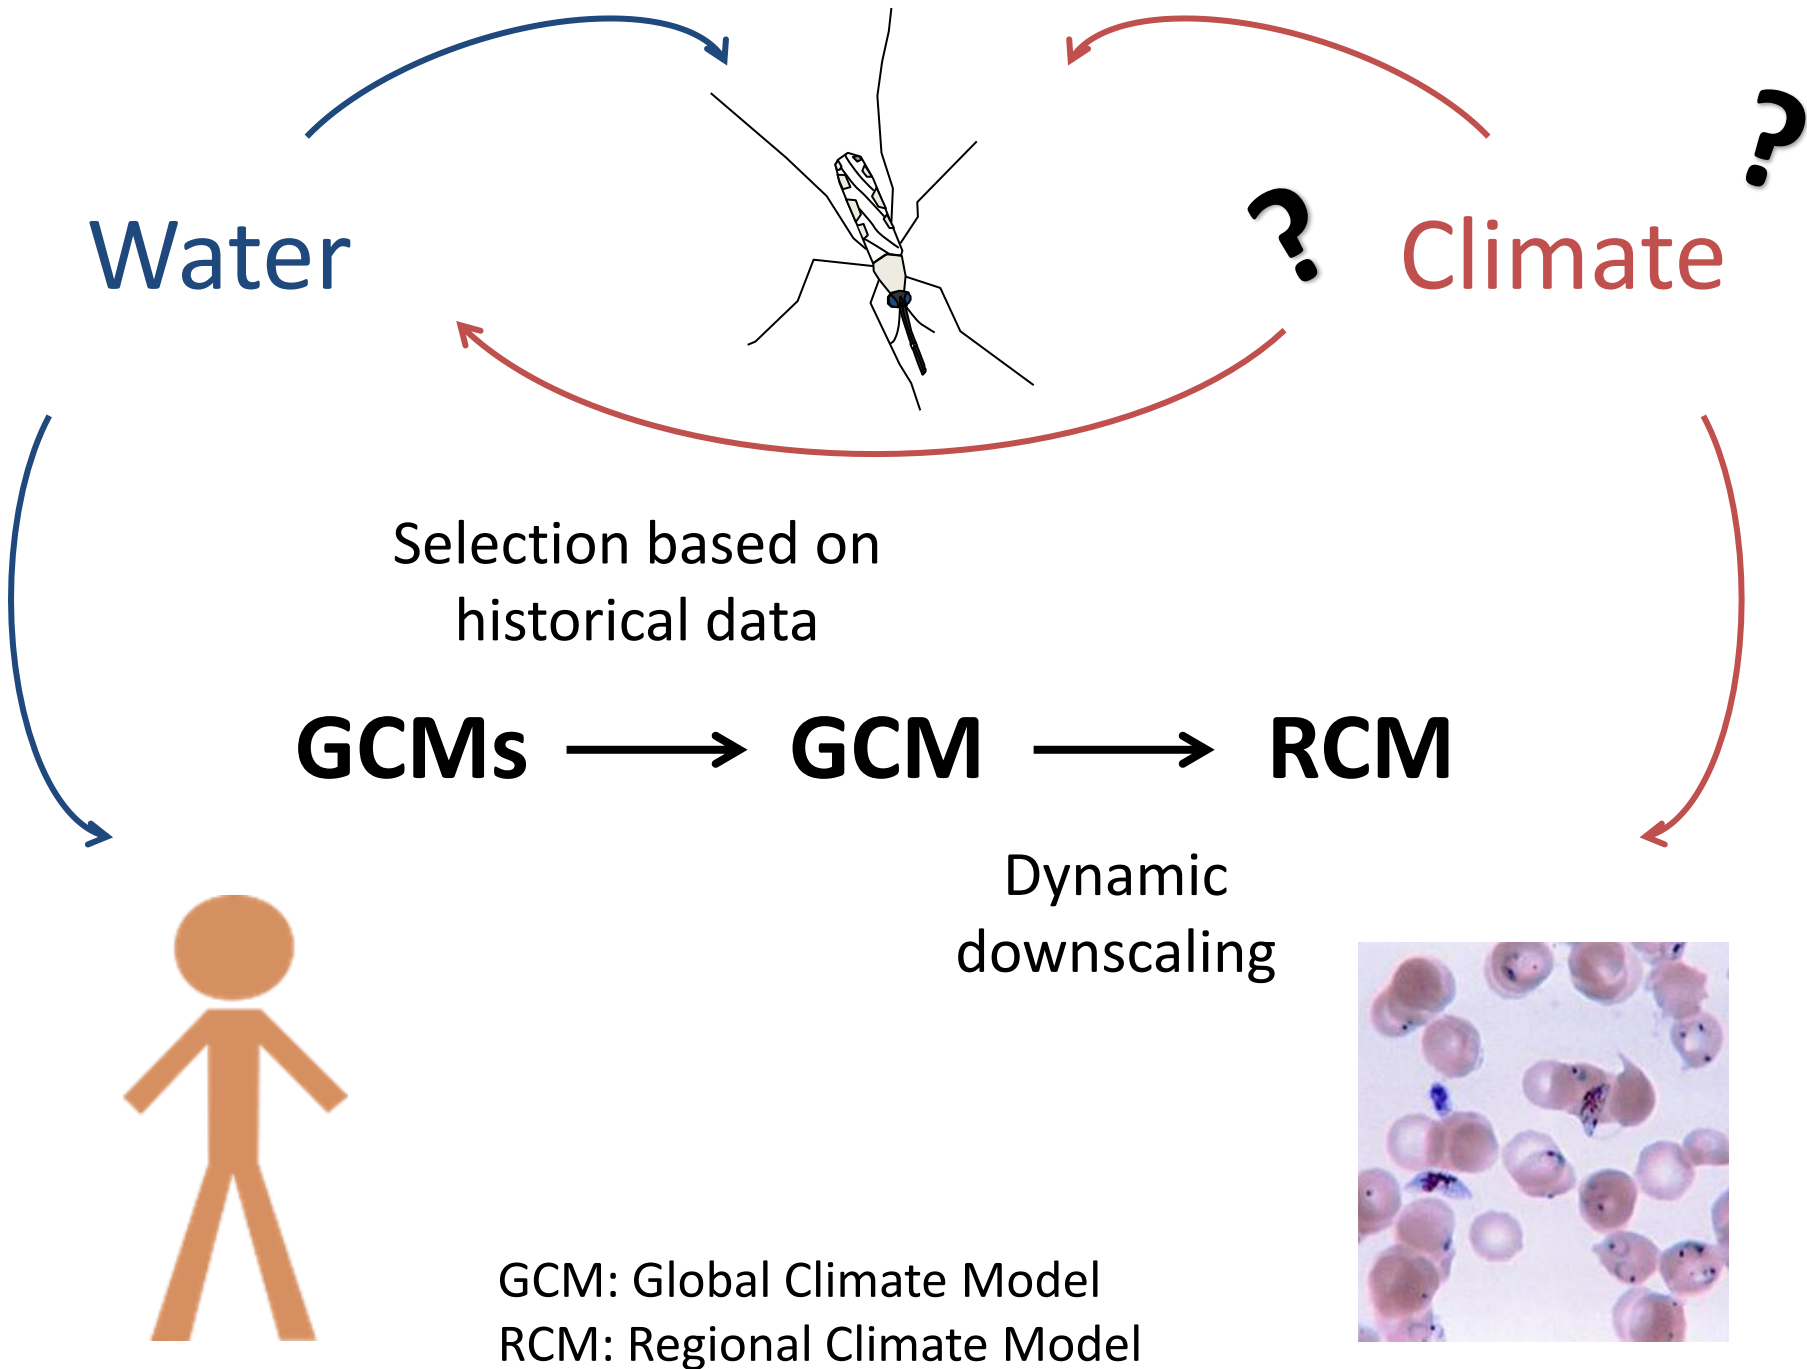 ?
?
Water
Climate
Selection based on
historical data
GCMs
GCM
RCM
Dynamic
downscaling
GCM: Global Climate Model
RCM: Regional Climate Model